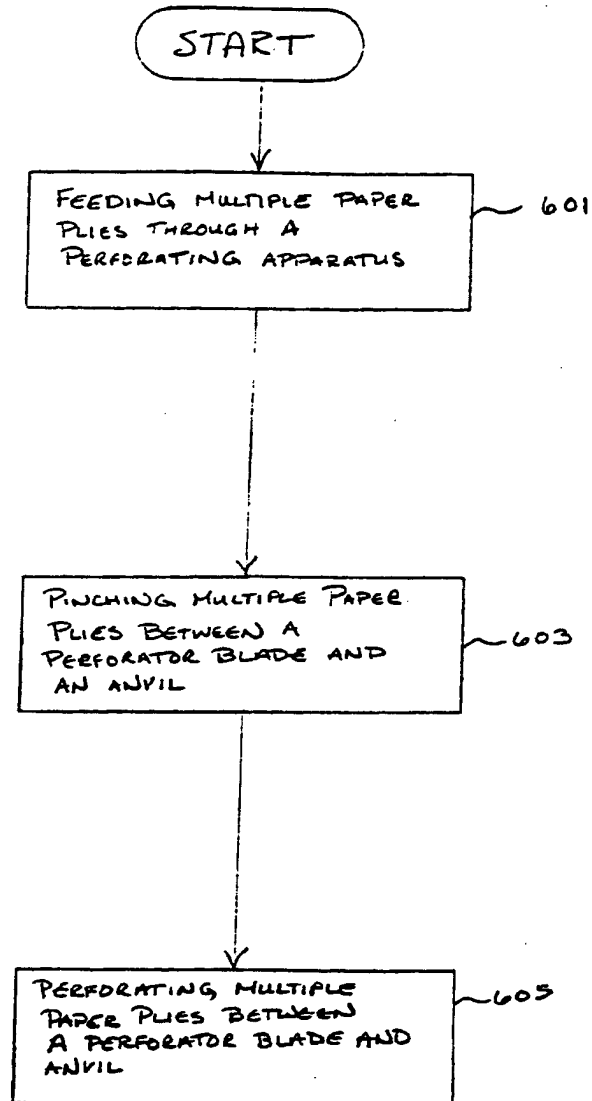 START
FEEDING MULTIPLE PAPER
PLIES THROUGH A
PERFORATING APPARATUS
601
PINCHING MULTIPLE PAPER
PLIES BETWEEN A
PERFORATOR BLADE AND
AN ANVIL
603
PERFORATING MULTIPLE
PAPER PLIES BETWEEN
A PERFORATOR BLADE AND
ANVIL
605